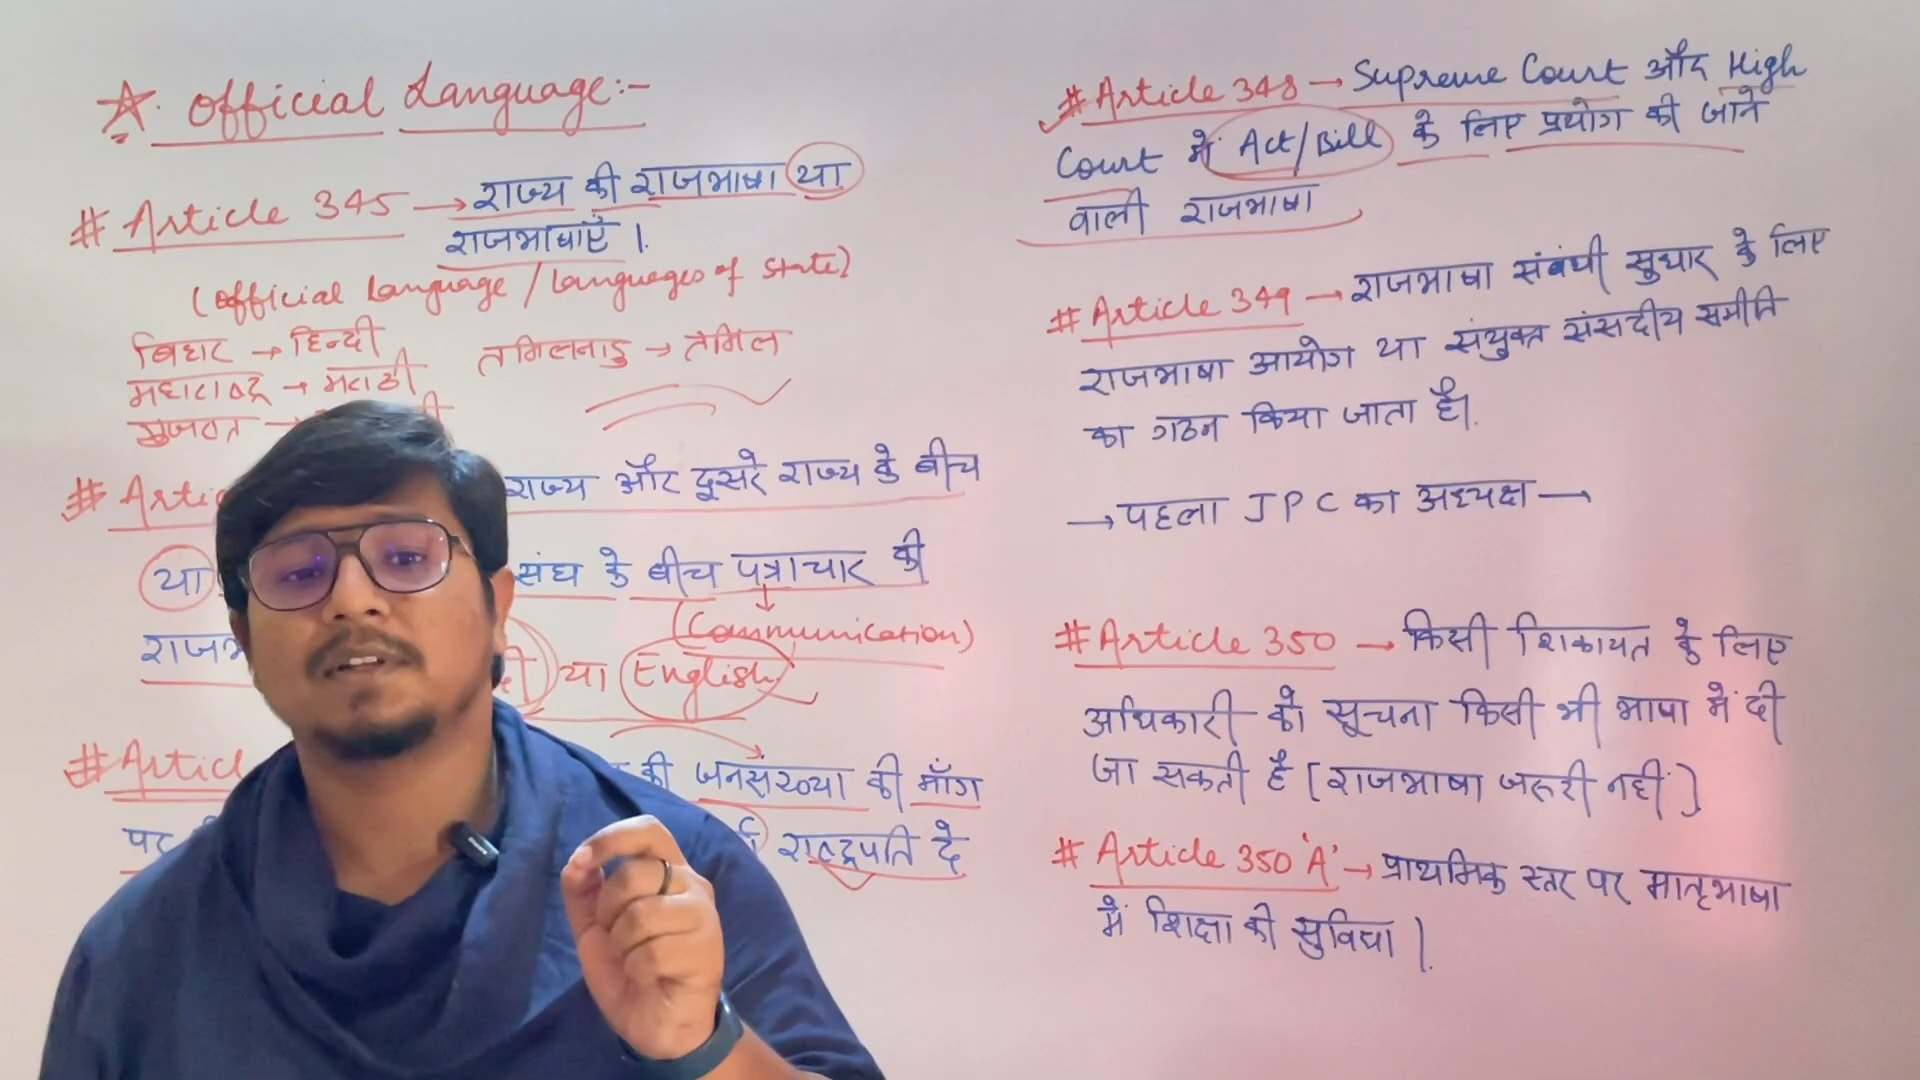 ☆. Official Language:-
# Article 345 → राज्य की राजभाषा या
राजभाषाएँ ।
(Official Language / Languages of State)
बिहार → हिन्दी
तमिलनाडु → तमिल
महाराष्ट्र → मराठी
गुजरात →
# Artic
राज्य और दूसरे राज्य के बीच
या
संघ के बीच पत्राचार की
(Communication)
राजभ
या English
# Articl
की जनसंख्या की माँग
पर
राष्ट्रपति दे
# Article 348 → Supreme Court और High
Court में Act/Bill के लिए प्रयोग की जाने
वाली राजभाषा
# Article 349 → राजभाषा संबंधी सुधार के लिए
राजभाषा आयोग या संयुक्त संसदीय समीति
का गठन किया जाता है।
→ पहला JPC का अध्यक्ष →
# Article 350 → किसी शिकायत के लिए
अधिकारी को सूचना किसी भी भाषा में दी
जा सकती है [राजभाषा जरूरी नहीं]
# Article 350 'A' → प्राथमिक स्तर पर मातृभाषा
में शिक्षा की सुविधा ।